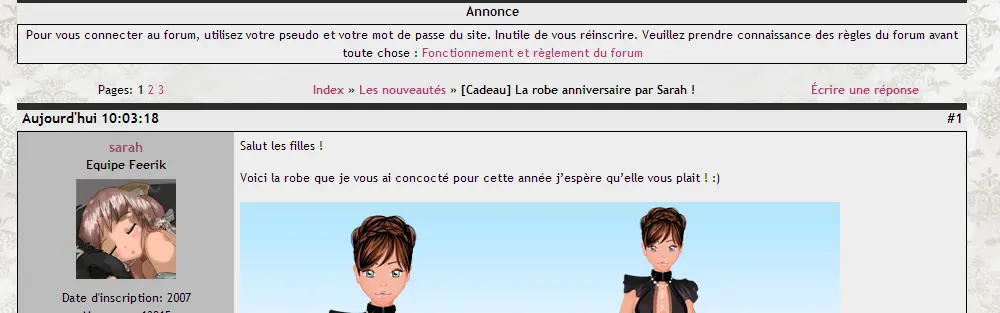 Annonce
Pour vous connecter au forum, utilisez votre pseudo et votre mot de passe du site. Inutile de vous réinscrire. Veuillez prendre connaissance des règles du forum avant
toute chose : Fonctionnement et règlement du forum
Pages: 1 2 3
Index » Les nouveautés » [Cadeau] La robe anniversaire par Sarah !
Écrire une réponse
Aujourd'hui 10:03:18
#1
sarah
Equipe Feerik
Date d'inscription: 2007
Salut les filles !
Voici la robe que je vous ai concocté pour cette année j’espère qu’elle vous plait ! :)